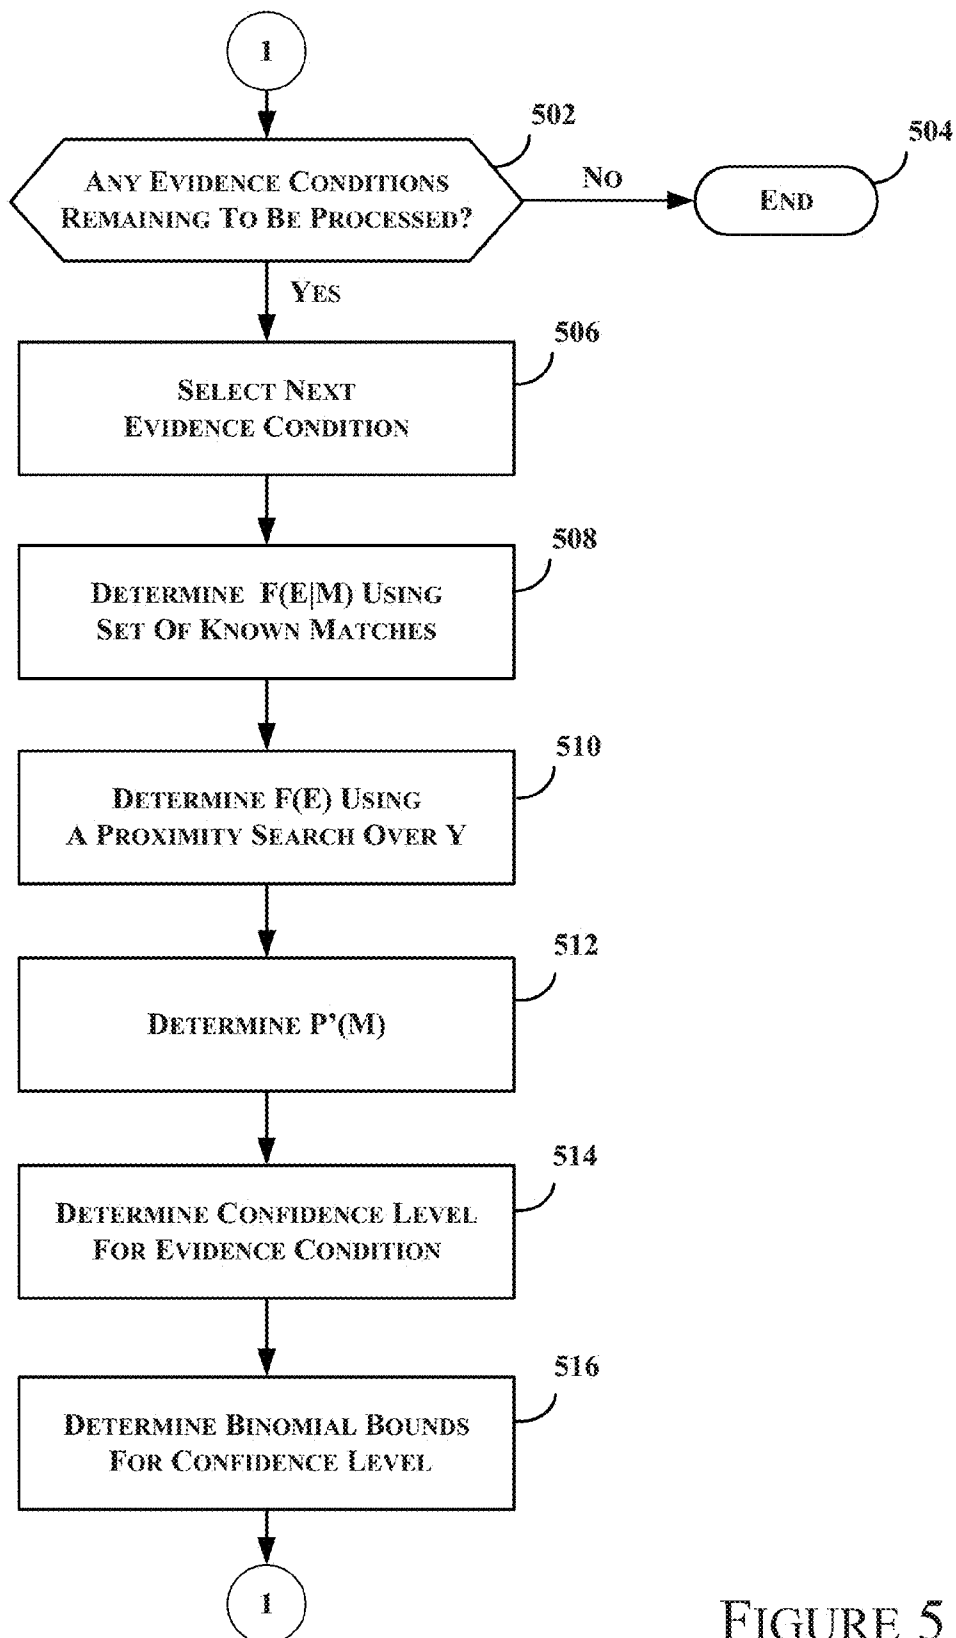 1
502
504
ANY EVIDENCE CONDITIONS
REMAINING TO BE PROCESSED?
NO
END
YES
506
SELECT NEXT
EVIDENCE CONDITION
508
DETERMINE F(E|M) USING
SET OF KNOWN MATCHES
510
DETERMINE F(E) USING
A PROXIMITY SEARCH OVER Y
512
DETERMINE P'(M)
514
DETERMINE CONFIDENCE LEVEL
FOR EVIDENCE CONDITION
516
DETERMINE BINOMIAL BOUNDS
FOR CONFIDENCE LEVEL
1
FIGURE 5